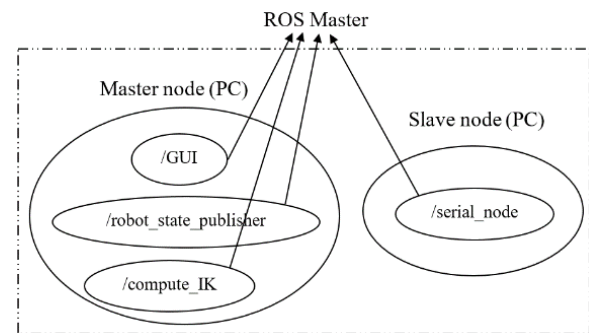 ROS Master
Master node (PC)
Slave node (PC)
/GUI
/robot_state_publisher
/serial_node
/compute_IK